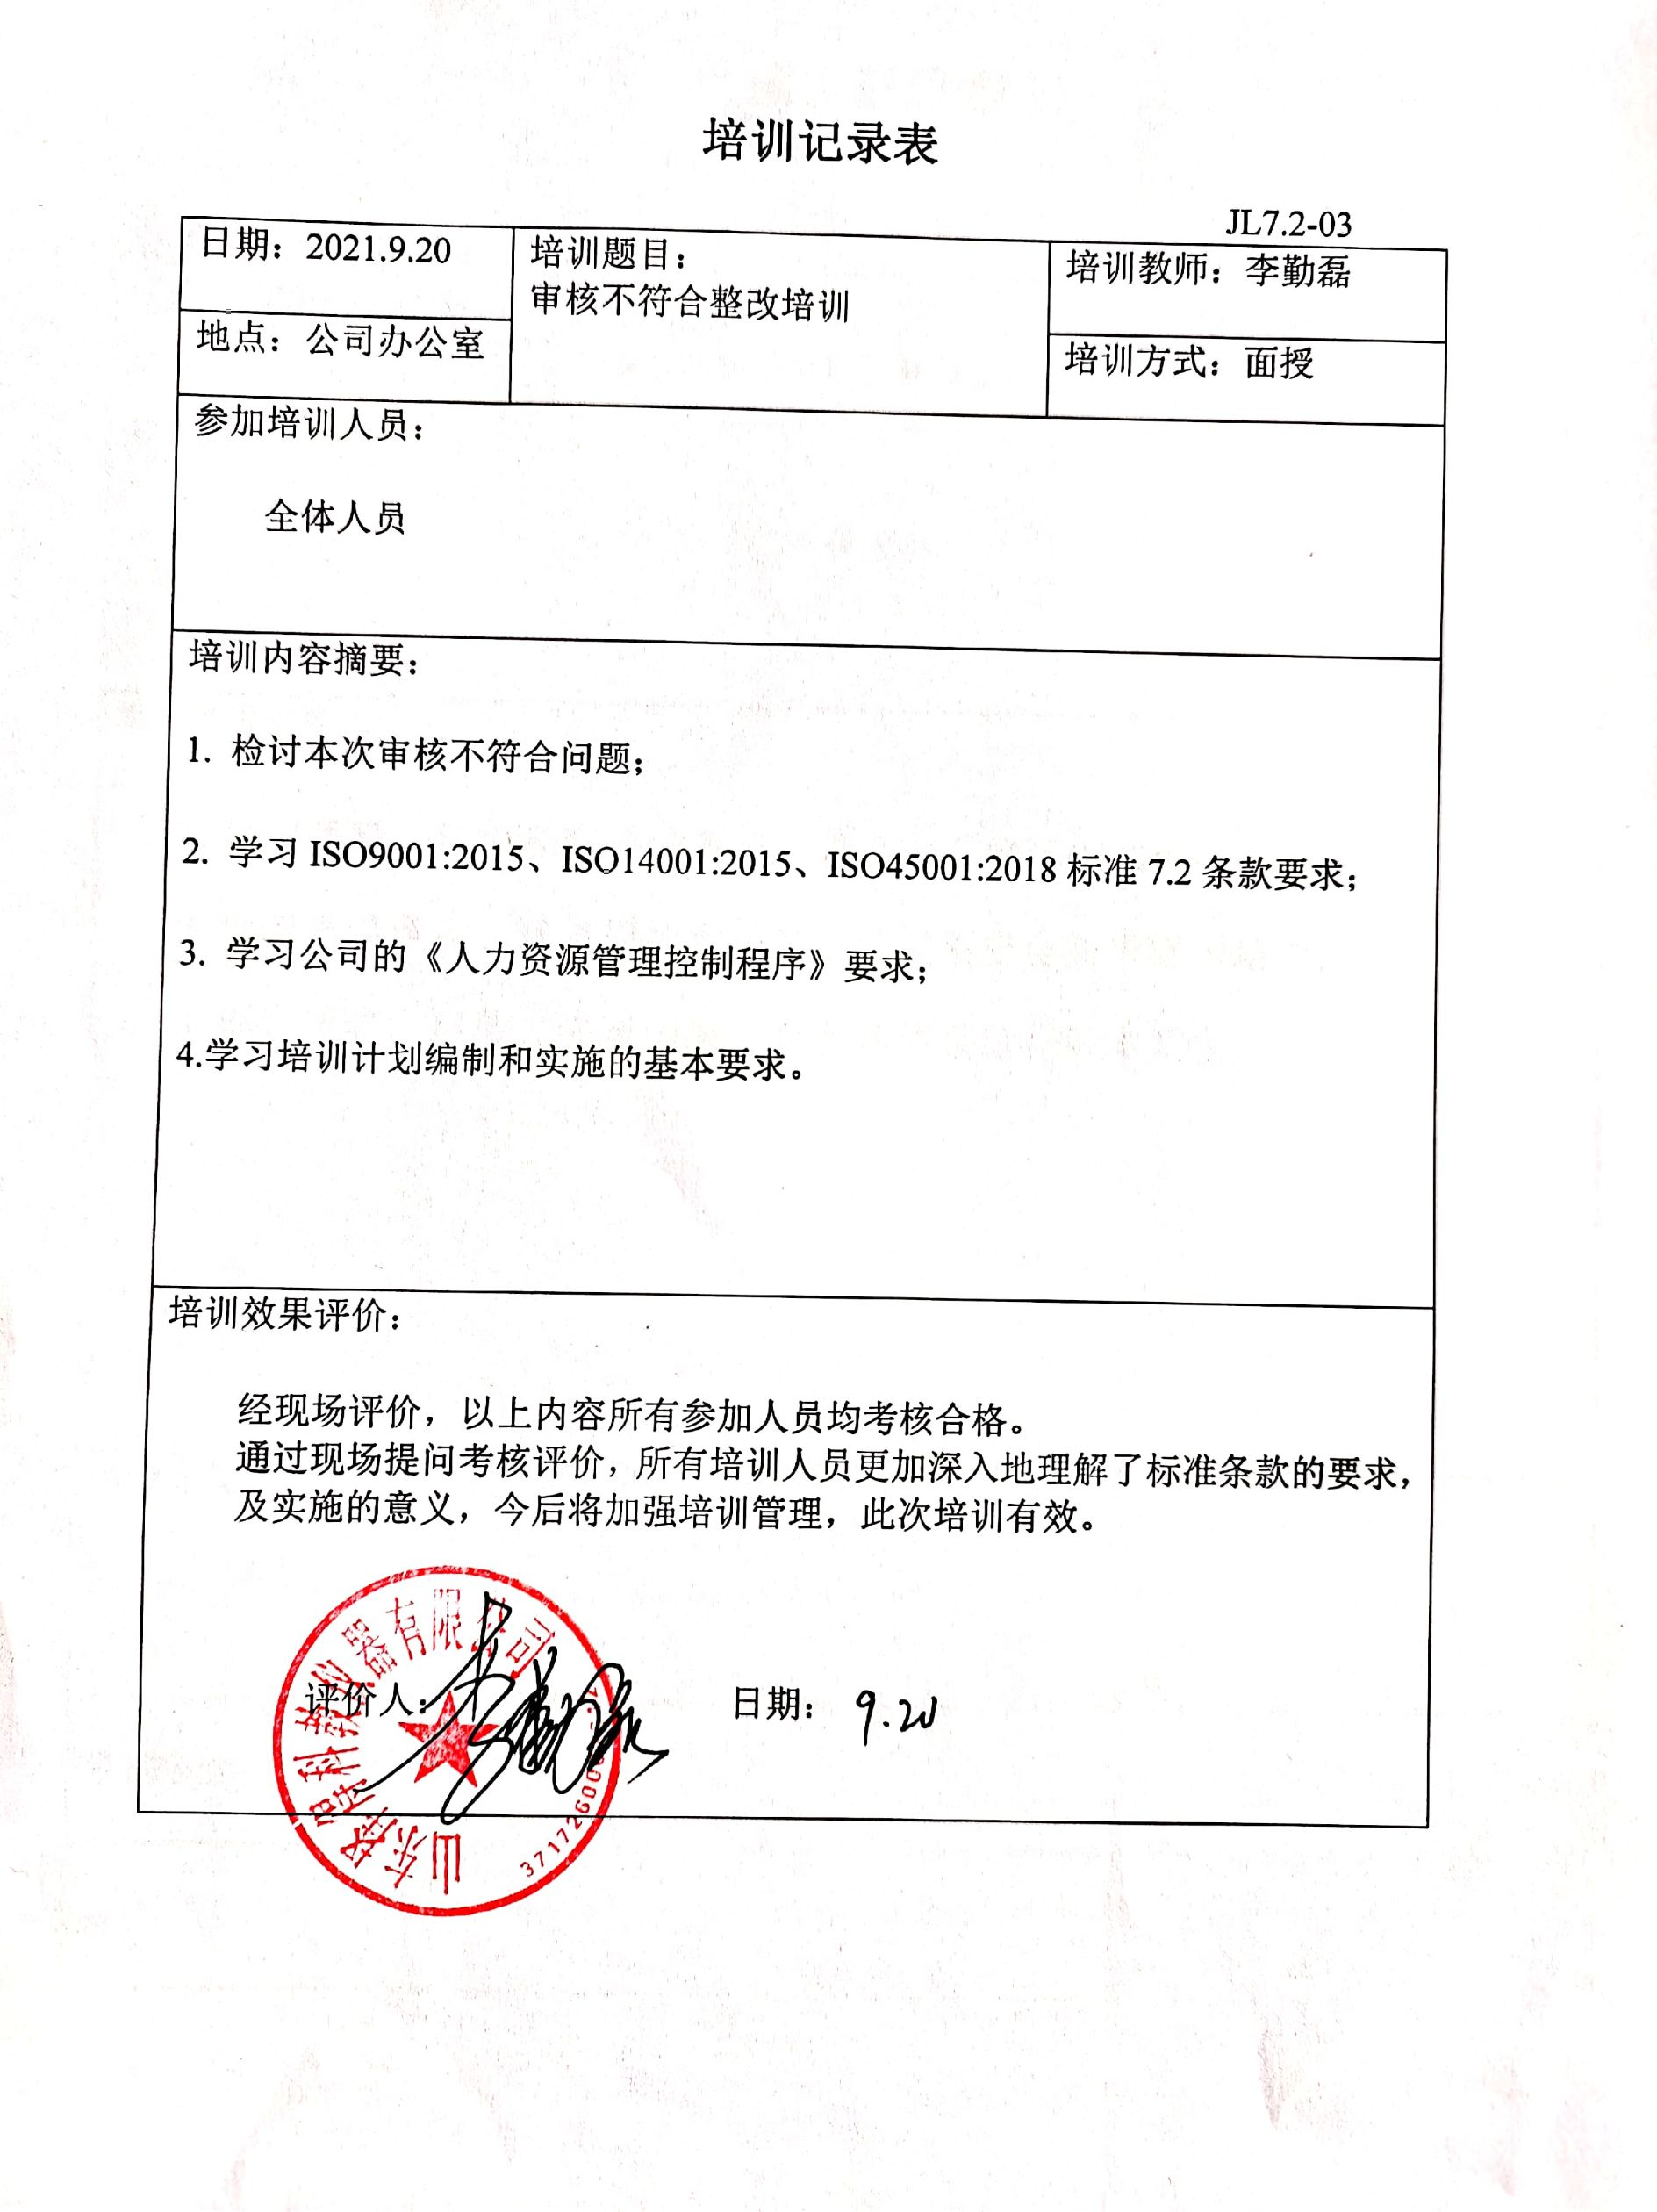 培训记录表
JL7.2-03
日期：2021.9.20
培训题目：
审核不符合整改培训
培训教师：李勤磊
地点：公司办公室
培训方式：面授
参加培训人员：
全体人员
培训内容摘要：
1. 检讨本次审核不符合问题；
2. 学习 ISO9001:2015、ISO14001:2015、ISO45001:2018 标准 7.2 条款要求；
3. 学习公司的《人力资源管理控制程序》要求；
4.学习培训计划编制和实施的基本要求。
培训效果评价：
经现场评价，以上内容所有参加人员均考核合格。
通过现场提问考核评价，所有培训人员更加深入地理解了标准条款的要求，
及实施的意义，今后将加强培训管理，此次培训有效。
评价人：
日期： 9.20
山东 科教仪器有限公司
37172600